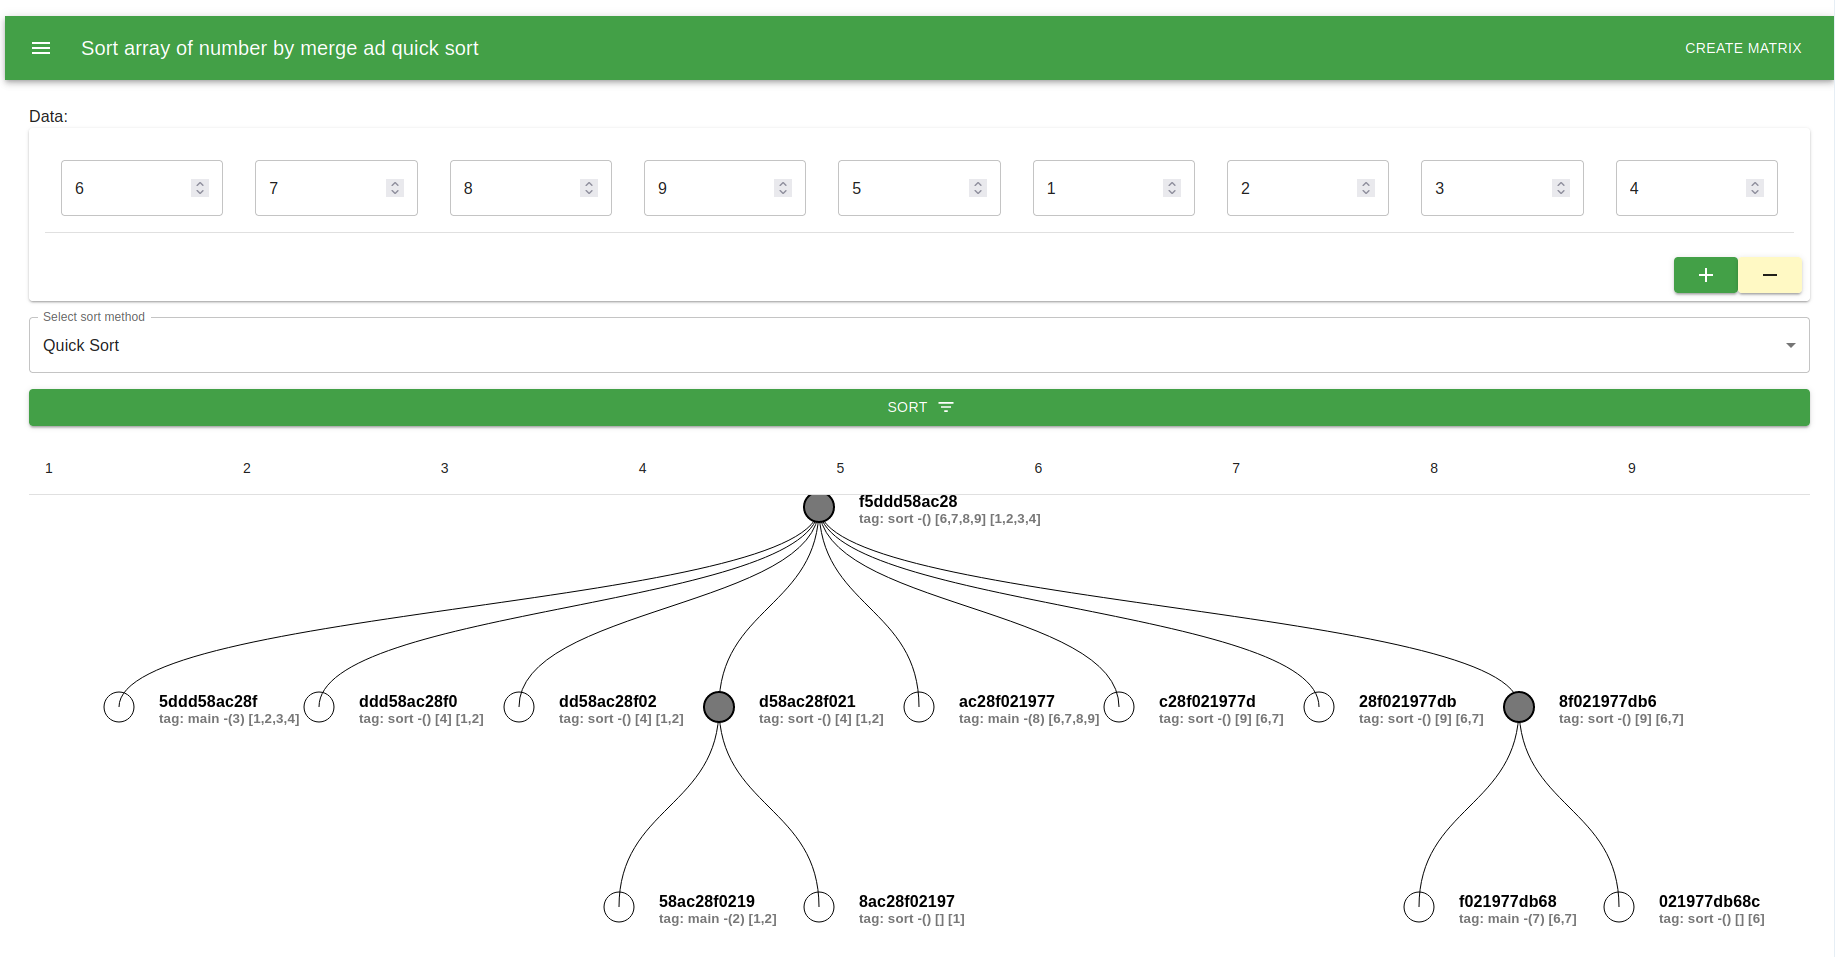 Sort array of number by merge ad quick sort
CREATE MATRIX
Data:
6 7 8 9 5 1 2 3 4
Select sort method
Quick Sort
SORT
1 2 3 4 5 6 7 8 9
f5ddd58ac28
tag: sort -() [6,7,8,9] [1,2,3,4]
5ddd58ac28f
tag: main -(3) [1,2,3,4]
ddd58ac28f0
tag: sort -() [4] [1,2]
dd58ac28f02
tag: sort -() [4] [1,2]
d58ac28f021
tag: sort -() [4] [1,2]
ac28f021977
tag: main -(8) [6,7,8,9]
c28f021977d
tag: sort -() [9] [6,7]
28f021977db
tag: sort -() [9] [6,7]
8f021977db6
tag: sort -() [9] [6,7]
58ac28f0219
tag: main -(2) [1,2]
8ac28f02197
tag: sort -() [] [1]
f021977db68
tag: main -(7) [6,7]
021977db68c
tag: sort -() [] [6]